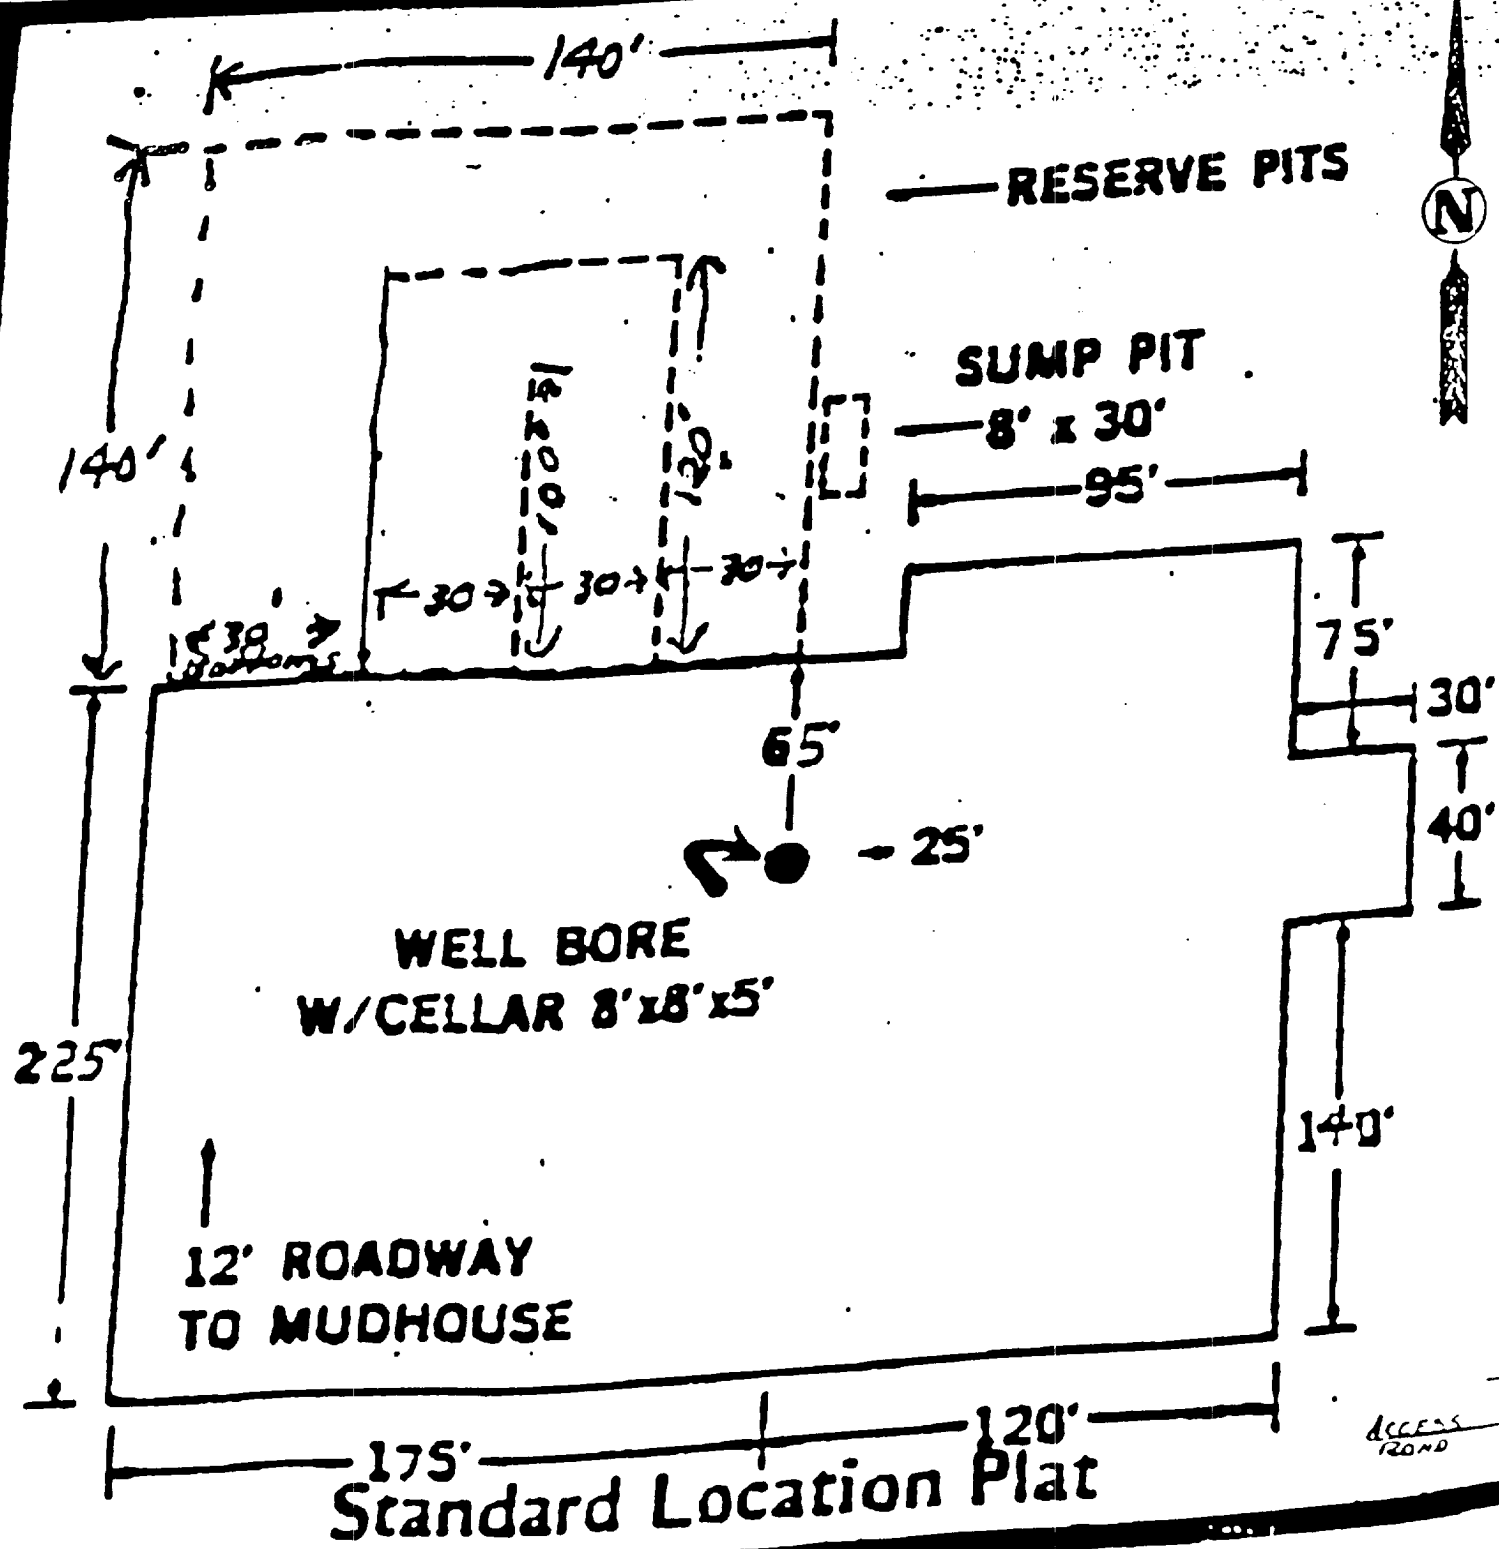 140'
N
RESERVE PITS
SUMP PIT
8' x 30'
95'
140'
100'
130'
30
30
30
30
Bottoms
75'
30'
40'
65'
25'
WELL BORE
W/CELLAR 8'x8'x5'
225'
140'
12' ROADWAY
TO MUDHOUSE
120'
175'
Access
Road
Standard Location Plat